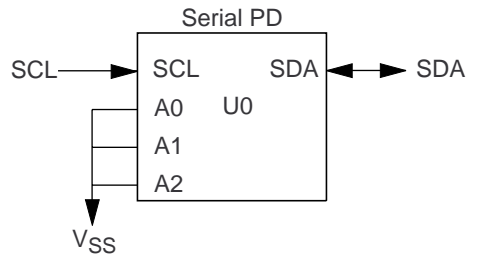 Serial PD
SCL SCL SDA SDA
A0 U0
A1
A2
VSS